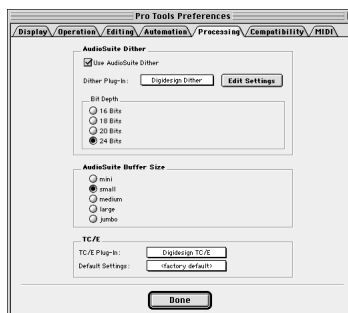 Pro Tools Preferences
Display Operation Editing Automation Processing Compatibility MIDI
AudioSuite Dither
Use AudioSuite Dither
Dither Plug-In: Digidesign Dither Edit Settings
Bit Depth
16 Bits
18 Bits
20 Bits
24 Bits
AudioSuite Buffer Size
mini
small
medium
large
jumbo
TC/E
TC/E Plug-In: Digidesign TC/E
Default Settings: <factory default>
Done